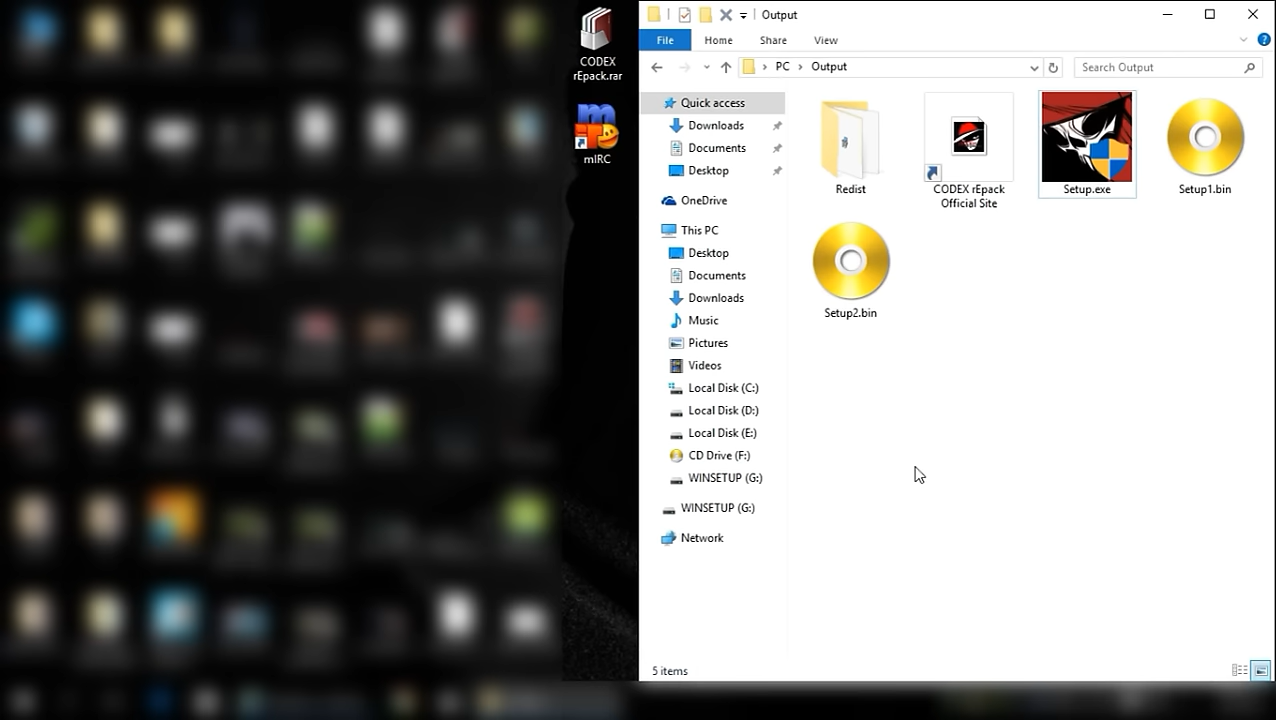 CODEX
rEpack.rar
mIRC
Output
File
Home
Share
View
PC
Output
Search Output
Quick access
Downloads
Documents
Desktop
OneDrive
This PC
Desktop
Documents
Downloads
Music
Pictures
Videos
Local Disk (C:)
Local Disk (D:)
Local Disk (E:)
CD Drive (F:)
WINSETUP (G:)
WINSETUP (G:)
Network
Redist
CODEX rEpack
Official Site
Setup.exe
Setup1.bin
Setup2.bin
5 items